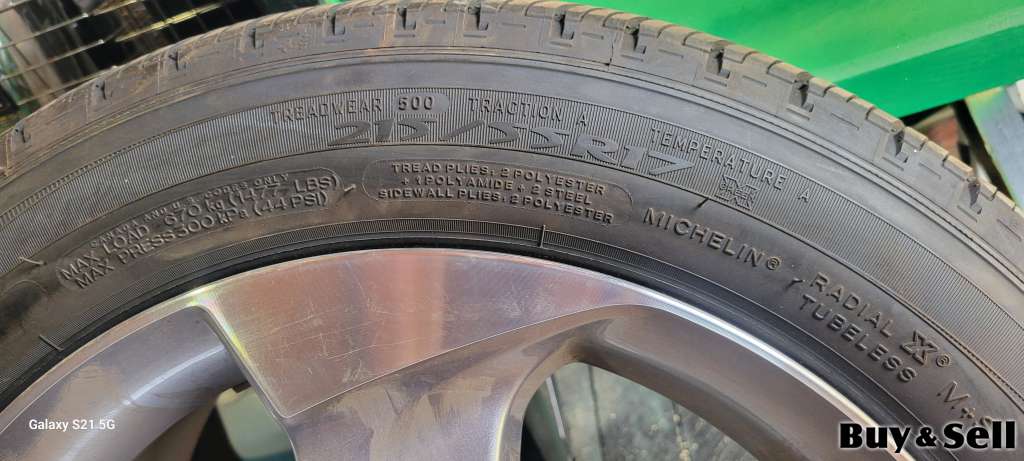 TREADWEAR 500 TRACTION A TEMPERATURE A
215/55R17
TREAD PLIES: 2 POLYESTER
+ 1 POLYAMIDE + 2 STEEL
SIDEWALL PLIES: 2 POLYESTER
MAX LOAD 670 kg (1477 LBS)
MAX PRESS 300 kPa (44 PSI)
MICHELIN®
RADIAL X® M+S
TUBELESS
Galaxy S21 5G
Buy & Sell